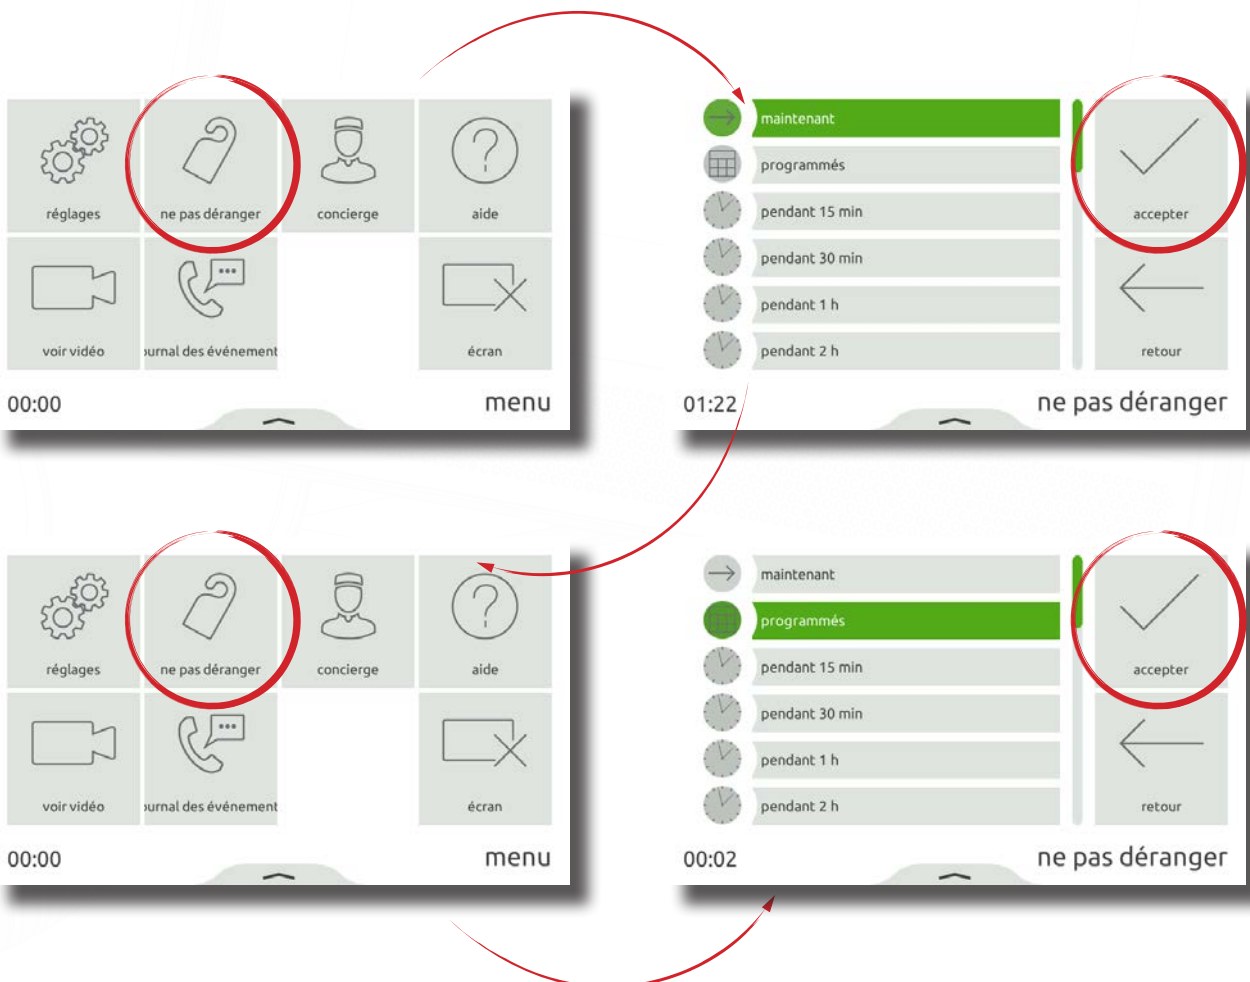 réglages
ne pas déranger
concierge
aide
voir vidéo
ournal des événement
écran
00:00
menu
maintenant
programmés
pendant 15 min
pendant 30 min
pendant 1 h
pendant 2 h
accepter
retour
01:22
ne pas déranger
réglages
ne pas déranger
concierge
aide
voir vidéo
ournal des événement
écran
00:00
menu
maintenant
programmés
pendant 15 min
pendant 30 min
pendant 1 h
pendant 2 h
accepter
retour
00:02
ne pas déranger